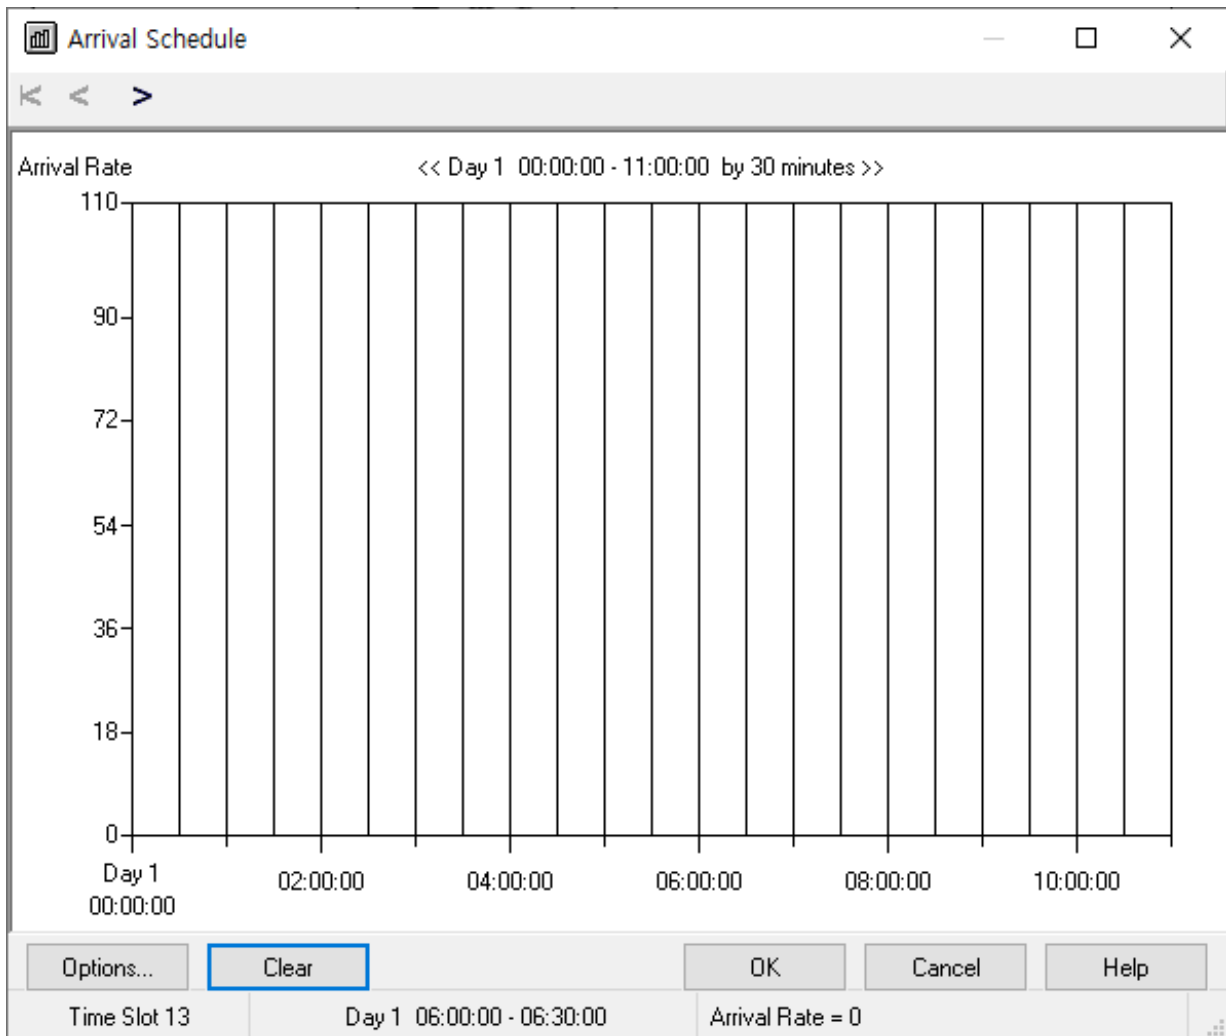 Arrival Schedule
Arrival Rate
<< Day 1 00:00:00 - 11:00:00 by 30 minutes >>
110
90
72
54
36
18
0
Day 1
00:00:00
02:00:00
04:00:00
06:00:00
08:00:00
10:00:00
Options...
Clear
OK
Cancel
Help
Time Slot 13
Day 1 06:00:00 - 06:30:00
Arrival Rate = 0